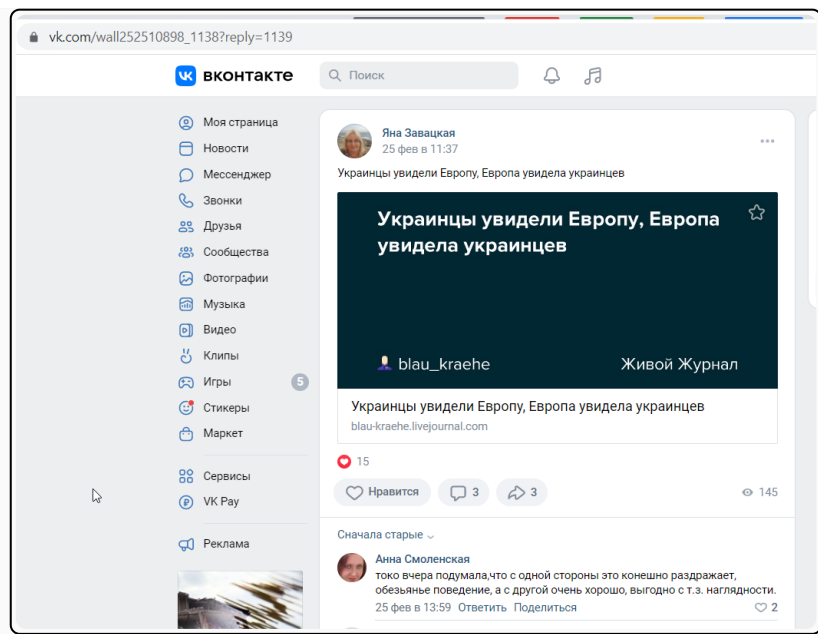 vk.com/wall252510898_1138?reply=1139
вконтакте
Поиск
Моя страница
Новости
Мессенджер
Звонки
Друзья
Сообщества
Фотографии
Музыка
Видео
Клипы
Игры 5
Стикеры
Маркет
Сервисы
VK Pay
Реклама
Яна Завацкая
25 фев в 11:37
Украинцы увидели Европу, Европа увидела украинцев
Украинцы увидели Европу, Европа
увидела украинцев
blau_kraehe Живой Журнал
Украинцы увидели Европу, Европа увидела украинцев
blau-kraehe.livejournal.com
15
Нравится 3 3 145
Сначала старые
Анна Смоленская
токо вчера подумала,что с одной стороны это конешно раздражает,
обезьянье поведение, а с другой очень хорошо, выгодно с т.з. наглядности.
25 фев в 13:59 Ответить Поделиться 2